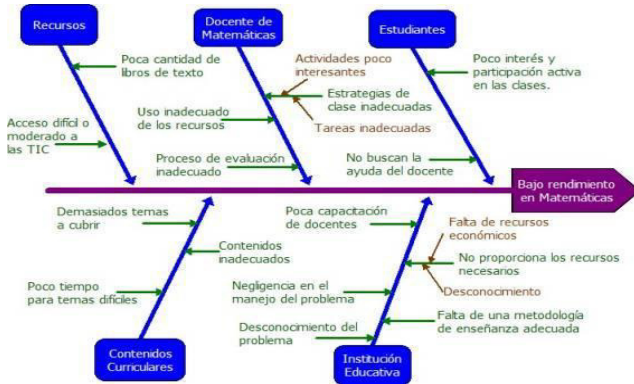 Recursos
Docente de
Matemáticas
Estudiantes
Poca cantidad de
libros de texto
Actividades poco
interesantes
Poco interés y
participación activa
en las clases.
Estrategias de
clase inadecuadas
Uso inadecuado
de los recursos
Acceso difícil o
moderado a
las TIC
Tareas inadecuadas
Proceso de evaluación
inadecuado
No buscan la
ayuda del docente
Bajo rendimiento
en Matemáticas
Demasiados temas
a cubrir
Poca capacitación
de docentes
Falta de recursos
económicos
Contenidos
inadecuados
No proporciona los recursos
necesarios
Poco tiempo
para temas difíciles
Negligencia en el
manejo del problema
Desconocimiento
Falta de una metodología
de enseñanza adecuada
Desconocimiento del
problema
Contenidos
Curriculares
Institución
Educativa